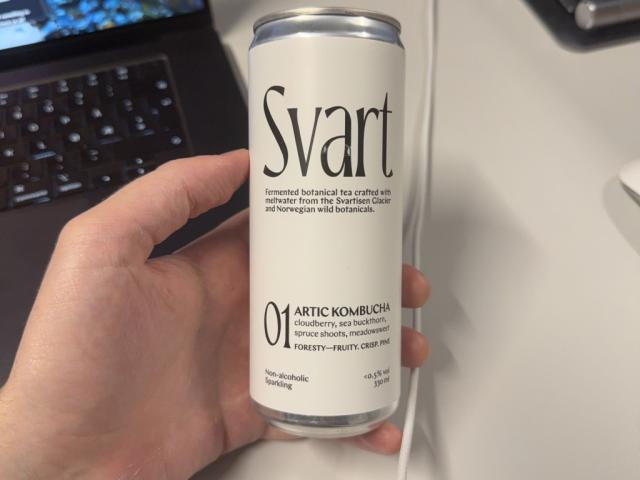 Svart
Fermented botanical tea crafted with
meltwater from the Svartisen Glacier
and Norwegian wild botanicals.
01
ARTIC KOMBUCHA
cloudberry, sea buckthorn,
spruce shoots, meadowsweet
FORESTY—FRUITY. CRISP. PINE
Non-alcoholic
Sparkling
<0.5% vol
330 ml